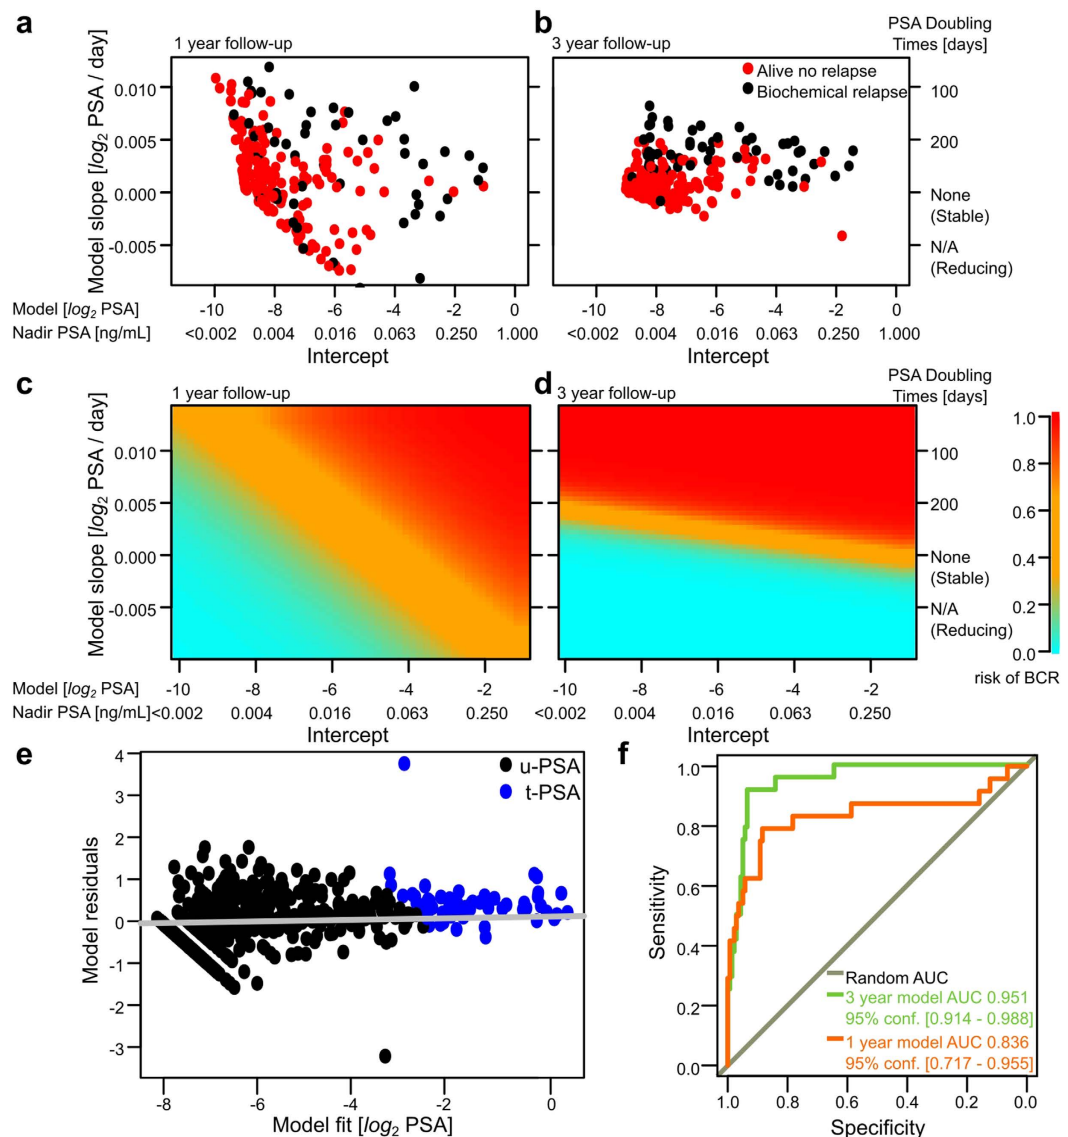 a
1 year follow-up
b
3 year follow-up
PSA Doubling
Times [days]
Alive no relapse
Biochemical relapse
Model slope [log2 PSA / day]
0.010
0.005
0.000
-0.005
100
200
None
(Stable)
N/A
(Reducing)
Model [log2 PSA]
-10 -8 -6 -4 -2 0
-10 -8 -6 -4 -2 0
Nadir PSA [ng/mL]
<0.002 0.004 0.016 0.063 0.250 1.000
<0.002 0.004 0.016 0.063 0.250 1.000
Intercept
Intercept
c
1 year follow-up
d
3 year follow-up
PSA Doubling
Times [days]
Model slope [log2 PSA / day]
0.010
0.005
0.000
-0.005
100
200
None
(Stable)
N/A
(Reducing)
1.0
0.8
0.6
0.4
0.2
0.0
risk of BCR
Model [log2 PSA]
-10 -8 -6 -4 -2
-10 -8 -6 -4 -2
Nadir PSA [ng/mL]
<0.002 0.004 0.016 0.063 0.250
<0.002 0.004 0.016 0.063 0.250
Intercept
Intercept
e
u-PSA
t-PSA
Model residuals
4
3
2
1
0
-1
-2
-3
-8 -6 -4 -2 0
Model fit [log2 PSA]
f
Sensitivity
1.0
0.8
0.6
0.4
0.2
0.0
Random AUC
3 year model AUC 0.951
95% conf. [0.914 - 0.988]
1 year model AUC 0.836
95% conf. [0.717 - 0.955]
1.0 0.8 0.6 0.4 0.2 0.0
Specificity